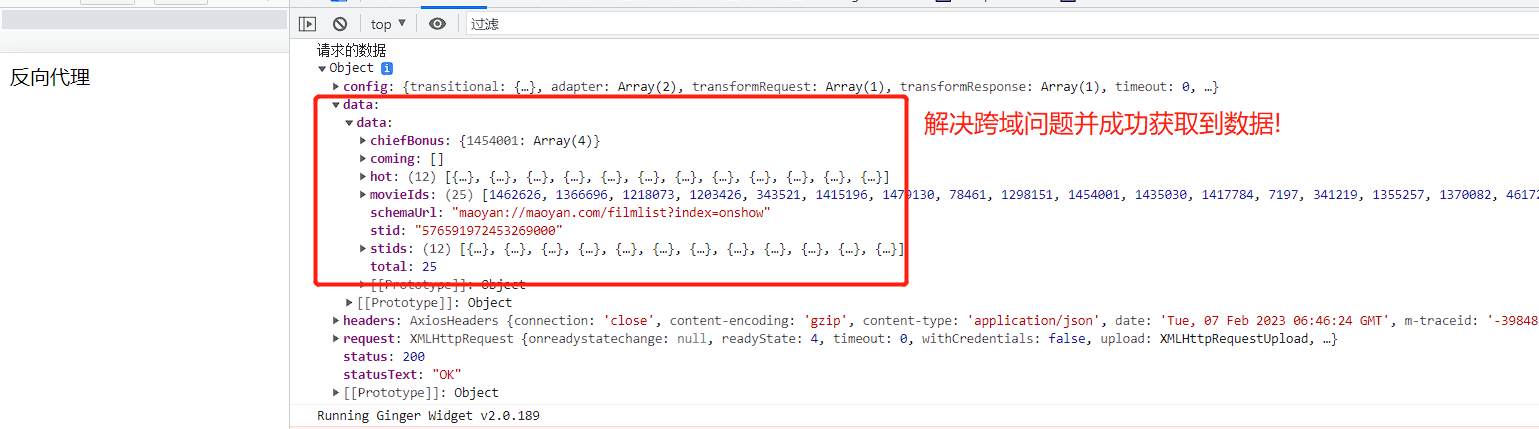 top ▼
过滤
反向代理
请求的数据
▼Object i
▶config: {transitional: {…}, adapter: Array(2), transformRequest: Array(1), transformResponse: Array(1), timeout: 0, …}
▼data:
▼data:
▶chiefBonus: {1454001: Array(4)}
▶coming: []
▶hot: (12) [{…}, {…}, {…}, {…}, {…}, {…}, {…}, {…}, {…}, {…}, {…}, {…}]
▶movieIds: (25) [1462626, 1366696, 1218073, 1203426, 343521, 1415196, 1479130, 78461, 1298151, 1454001, 1435030, 1417784, 7197, 341219, 1355257, 1370082, 46172
schemaUrl: "maoyan://maoyan.com/filmlist?index=onshow"
stid: "576591972453269000"
▶stids: (12) [{…}, {…}, {…}, {…}, {…}, {…}, {…}, {…}, {…}, {…}, {…}, {…}]
total: 25
▶[[Prototype]]: Object
▶[[Prototype]]: Object
解决跨域问题并成功获取到数据!
▶headers: AxiosHeaders {connection: 'close', content-encoding: 'gzip', content-type: 'application/json', date: 'Tue, 07 Feb 2023 06:46:24 GMT', m-traceid: '-39848
▶request: XMLHttpRequest {onreadystatechange: null, readyState: 4, timeout: 0, withCredentials: false, upload: XMLHttpRequestUpload, …}
status: 200
statusText: "OK"
▶[[Prototype]]: Object
Running Ginger Widget v2.0.189